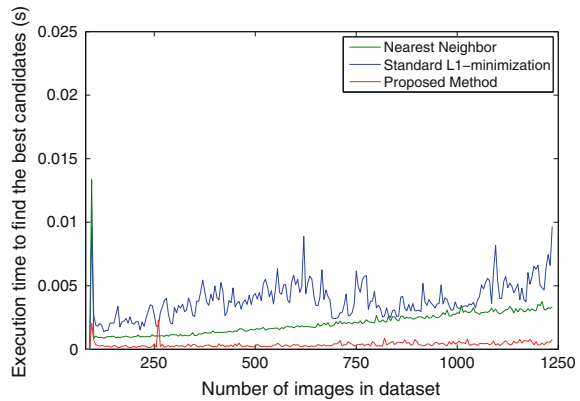 Execution time to find the best candidates (s)
0.025
0.02
0.015
0.01
0.005
0
Nearest Neighbor
Standard L1-minimization
Proposed Method
250
500
750
1000
1250
Number of images in dataset